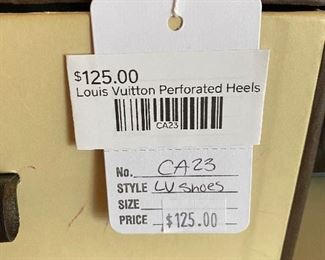 $125.00
Louis Vuitton Perforated Heels
CA23
No. CA23
STYLE LV shoes
SIZE
PRICE $125.00